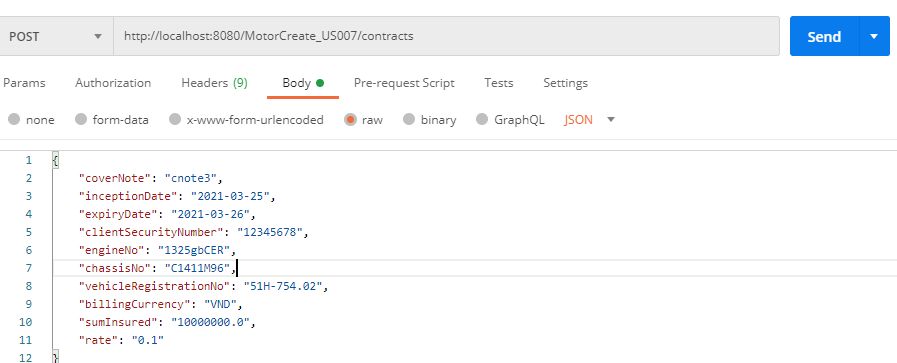 POST http://localhost:8080/MotorCreate_US007/contracts Send
Params Authorization Headers (9) Body Pre-request Script Tests Settings
none form-data x-www-form-urlencoded raw binary GraphQL JSON
1 {
2 "coverNote": "cnote3",
3 "inceptionDate": "2021-03-25",
4 "expiryDate": "2021-03-26",
5 "clientSecurityNumber": "12345678",
6 "engineNo": "1325gbCER",
7 "chassisNo": "C1411M96",
8 "vehicleRegistrationNo": "51H-754.02",
9 "billingCurrency": "VND",
10 "sumInsured": "10000000.0",
11 "rate": "0.1"
12 }